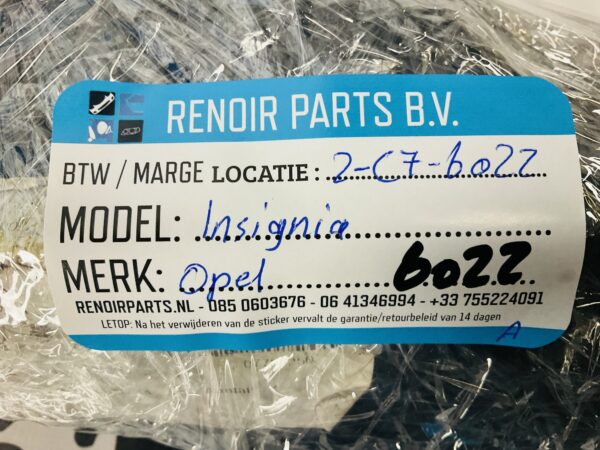 RENOIR PARTS B.V.
BTW / MARGE LOCATIE: 2-C7-6022
MODEL: Insignia
MERK: Opel 6022
RENOIRPARTS.NL - 085 0603676 - 06 41346994 - +33 755224091
LETOP: Na het verwijderen van de sticker vervalt de garantie/retourbeleid van 14 dagen
A